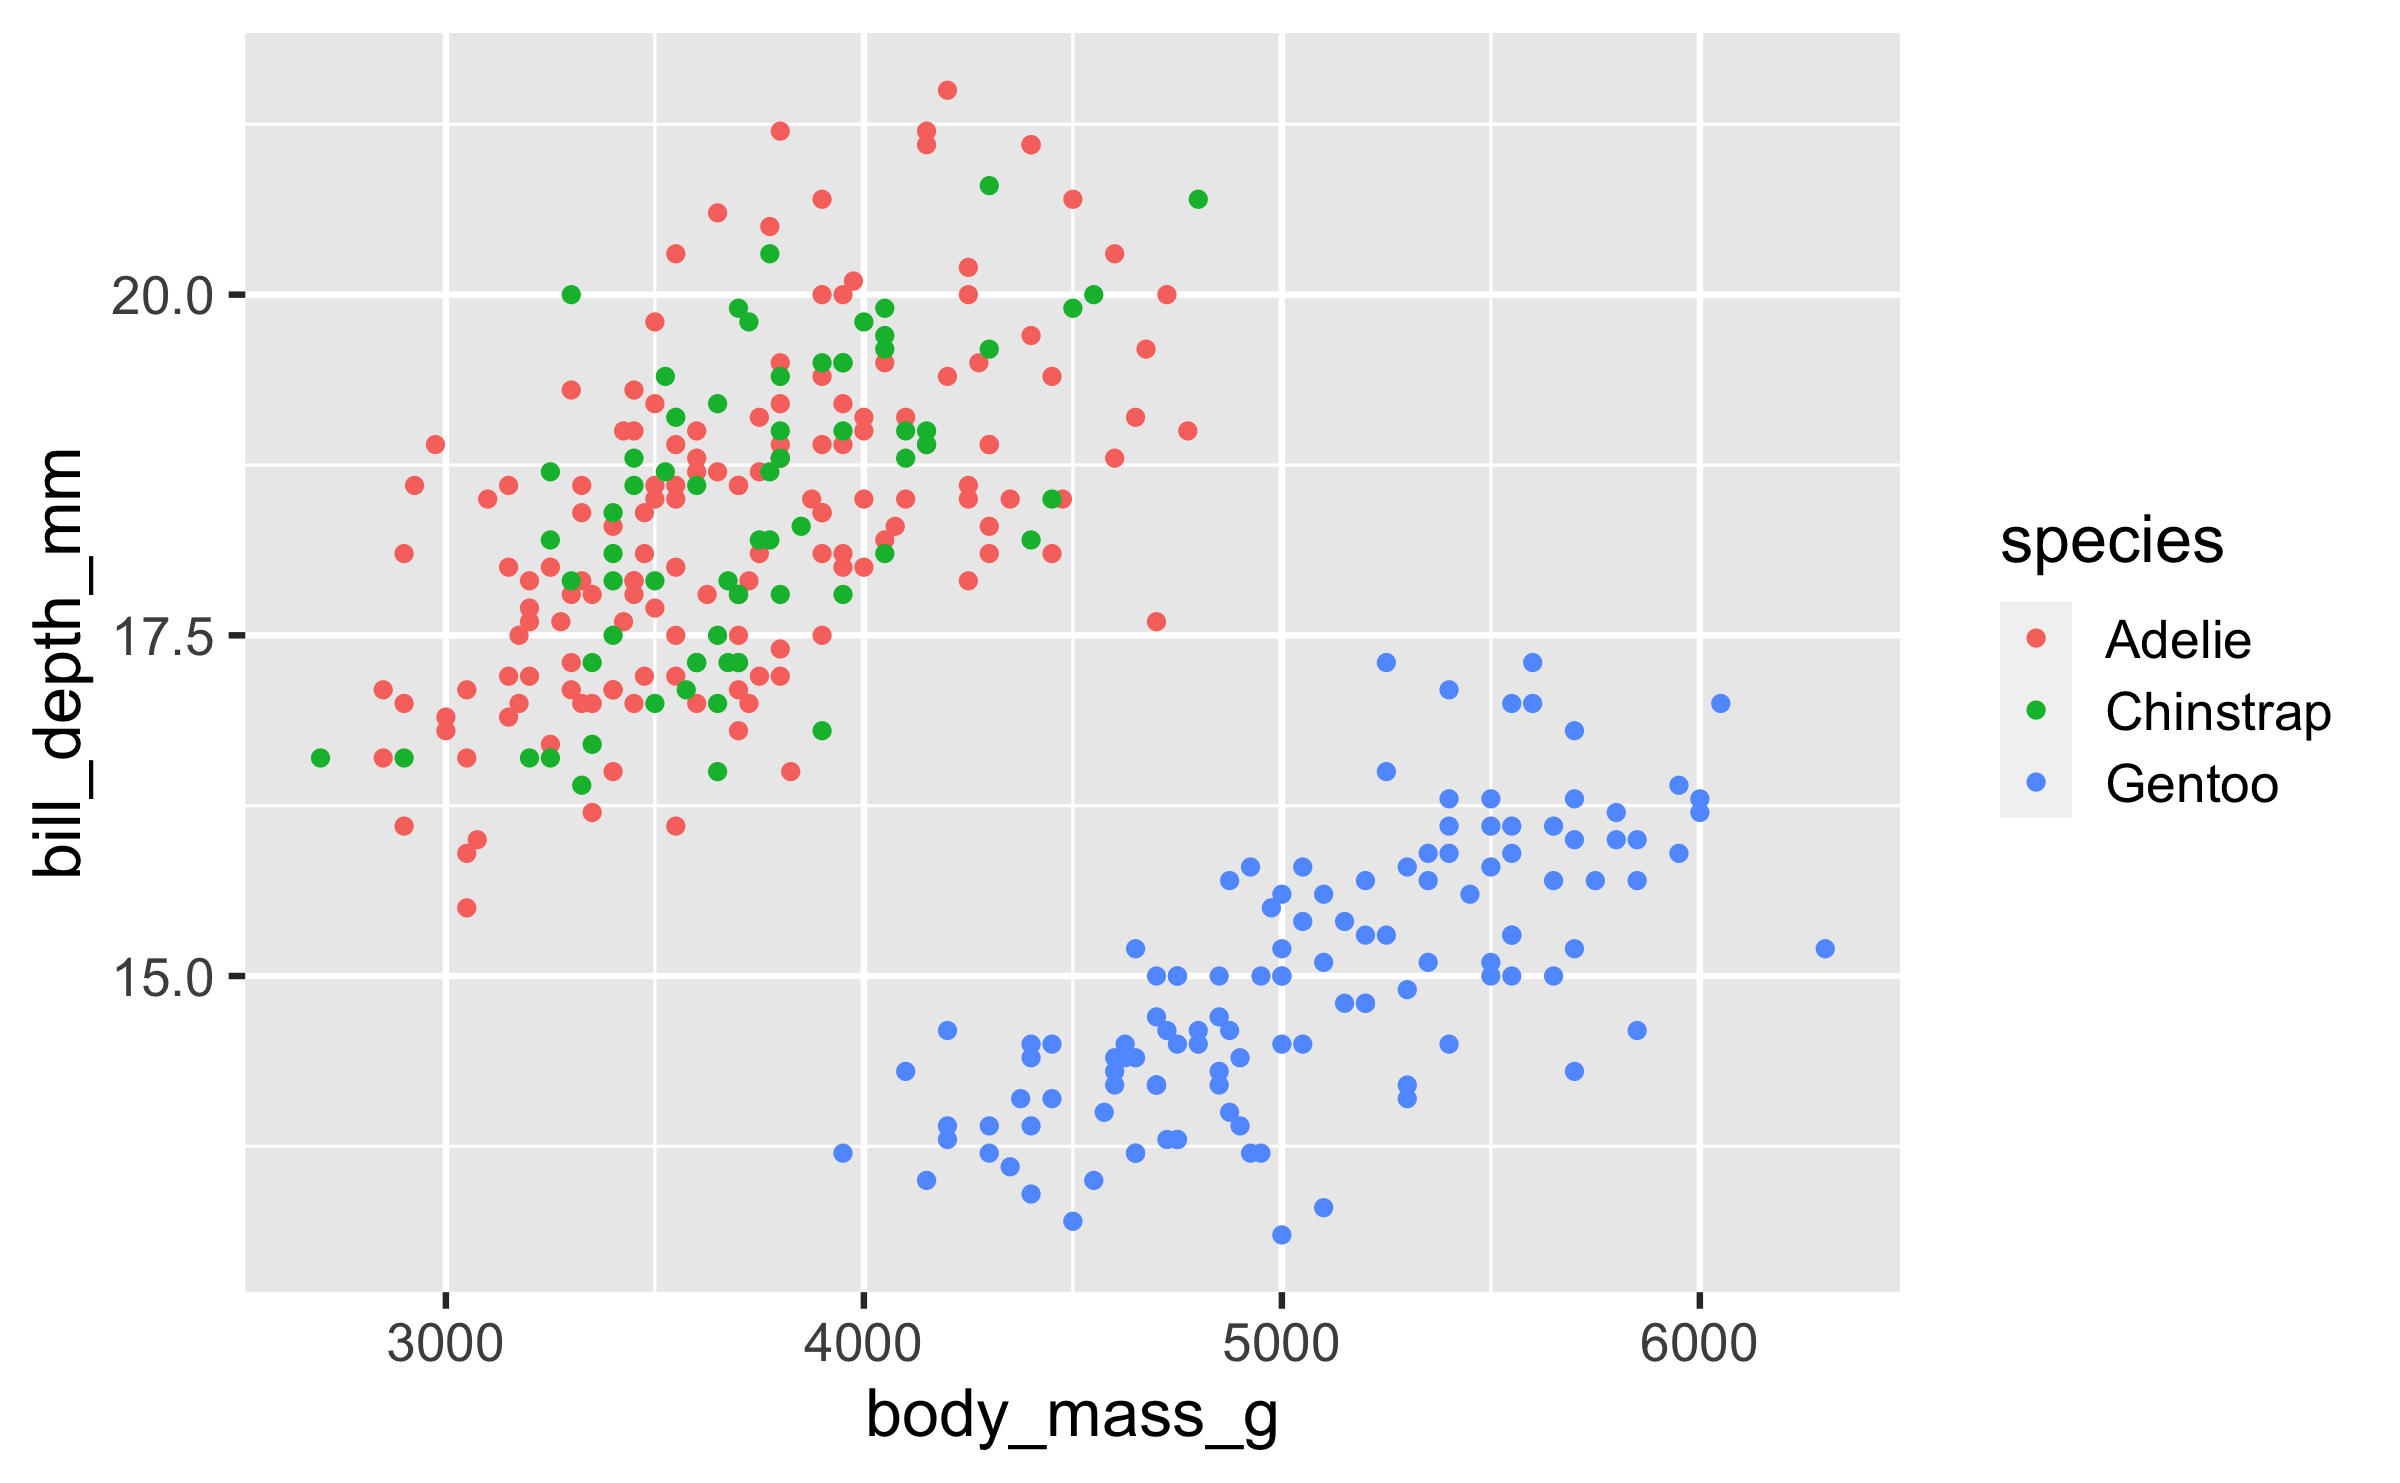 bill_depth_mm
20.0
17.5
15.0
3000 4000 5000 6000
body_mass_g
species
Adelie
Chinstrap
Gentoo